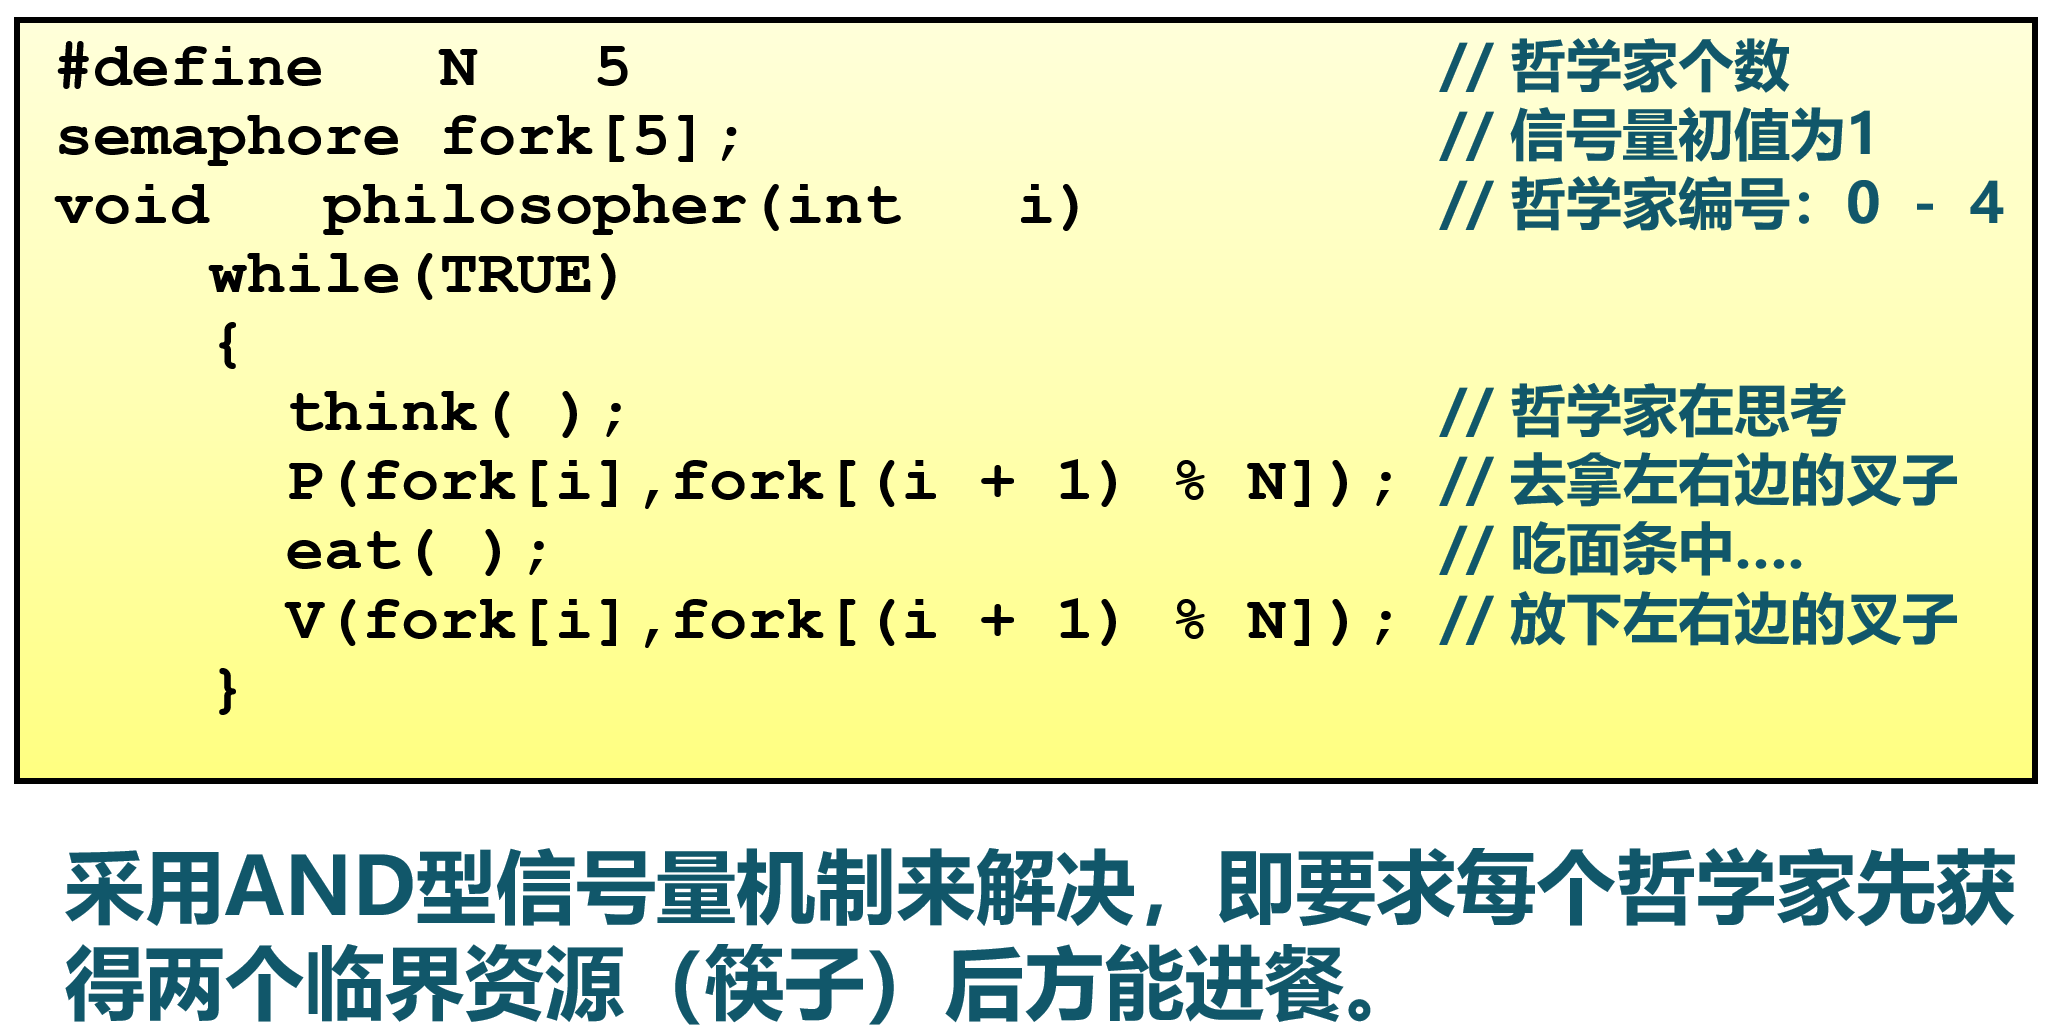 #define   N   5   // 哲学家个数
semaphore fork[5];   // 信号量初值为1
void   philosopher(int   i)   // 哲学家编号：0 - 4
while(TRUE)
{
think( );   // 哲学家在思考
P(fork[i],fork[(i + 1) % N]);   // 去拿左右边的叉子
eat( );   // 吃面条中....
V(fork[i],fork[(i + 1) % N]);   // 放下左右边的叉子
}
采用AND型信号量机制来解决，即要求每个哲学家先获
得两个临界资源（筷子）后方能进餐。